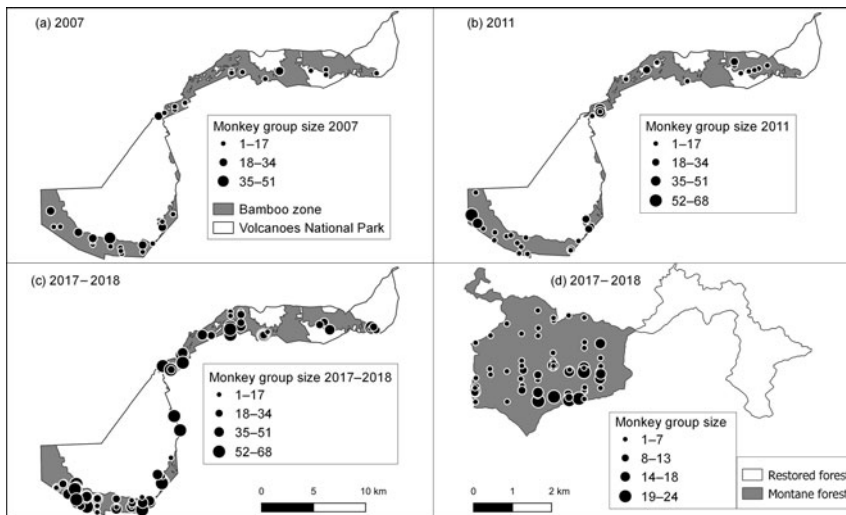 (a) 2007
Monkey group size 2007
1–17
18–34
35–51
Bamboo zone
Volcanoes National Park
(b) 2011
Monkey group size 2011
1–17
18–34
35–51
52–68
(c) 2017–2018
Monkey group size 2017–2018
1–17
18–34
35–51
52–68
0 5 10 km
(d) 2017–2018
Monkey group size
1–7
8–13
14–18
19–24
0 1 2 km
Restored forest
Montane forest